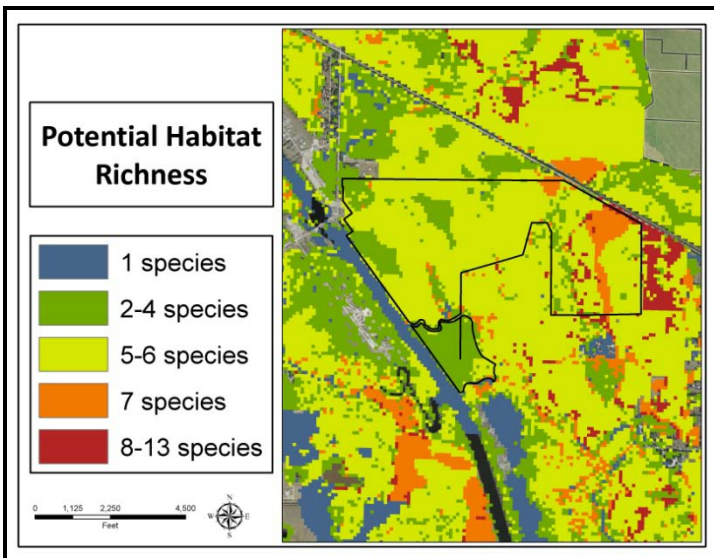 Potential Habitat
Richness
1 species
2-4 species
5-6 species
7 species
8-13 species
0 1,125 2,250 4,500
Feet
N
W E
S